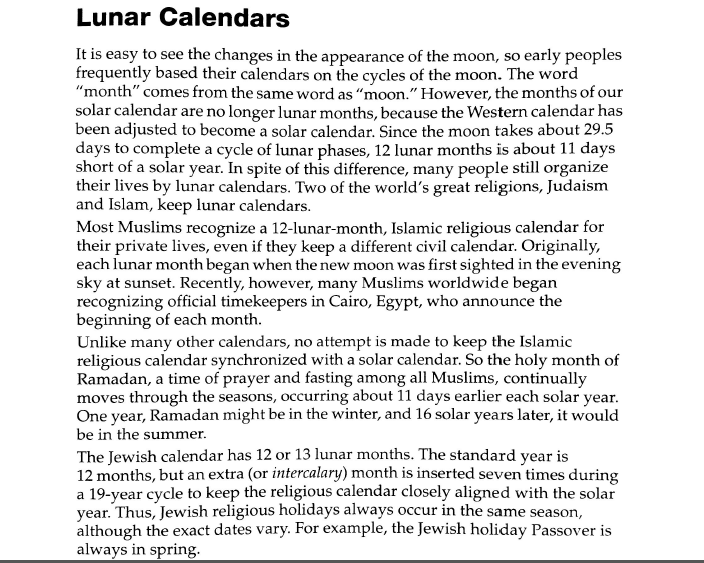 Lunar Calendars
It is easy to see the changes in the appearance of the moon, so early peoples
frequently based their calendars on the cycles of the moon. The word
"month" comes from the same word as "moon." However, the months of our
solar calendar are no longer lunar months, because the Western calendar has
been adjusted to become a solar calendar. Since the moon takes about 29.5
days to complete a cycle of lunar phases, 12 lunar months is about 11 days
short of a solar year. In spite of this difference, many people still organize
their lives by lunar calendars. Two of the world's great religions, Judaism
and Islam, keep lunar calendars.
Most Muslims recognize a 12-lunar-month, Islamic religious calendar for
their private lives, even if they keep a different civil calendar. Originally,
each lunar month began when the new moon was first sighted in the evening
sky at sunset. Recently, however, many Muslims worldwide began
recognizing official timekeepers in Cairo, Egypt, who announce the
beginning of each month.
Unlike many other calendars, no attempt is made to keep the Islamic
religious calendar synchronized with a solar calendar. So the holy month of
Ramadan, a time of prayer and fasting among all Muslims, continually
moves through the seasons, occurring about 11 days earlier each solar year.
One year, Ramadan might be in the winter, and 16 solar years later, it would
be in the summer.
The Jewish calendar has 12 or 13 lunar months. The standard year is
12 months, but an extra (or intercalary) month is inserted seven times during
a 19-year cycle to keep the religious calendar closely aligned with the solar
year. Thus, Jewish religious holidays always occur in the same season,
although the exact dates vary. For example, the Jewish holiday Passover is
always in spring.